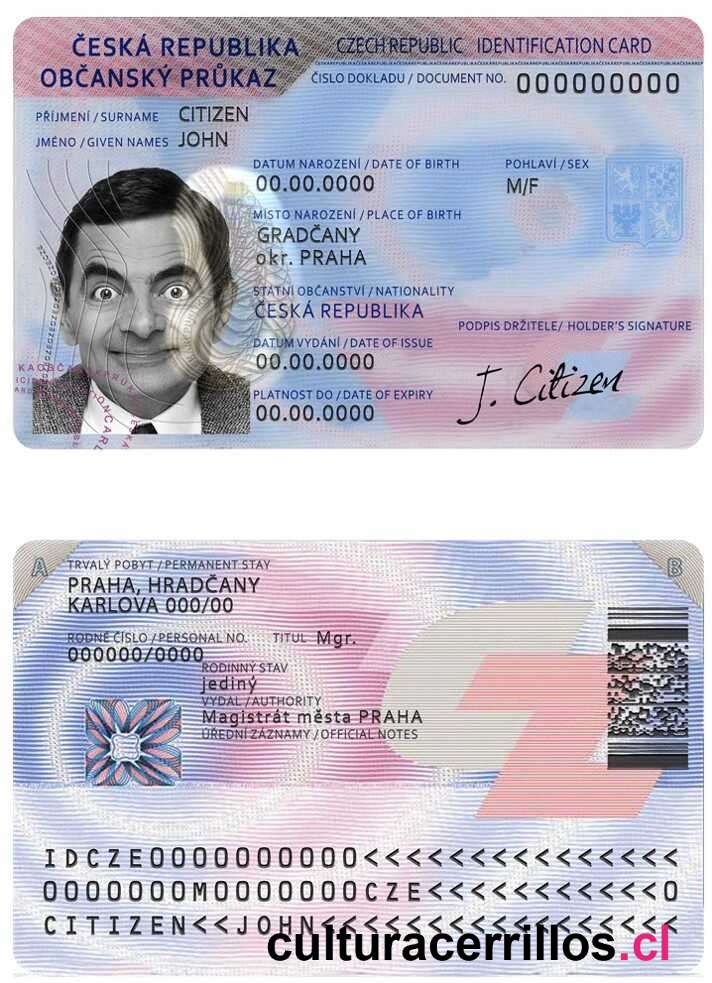 ČESKÁ REPUBLIKA CZECH REPUBLIC IDENTIFICATION CARD
OBČANSKÝ PRŮKAZ ČISLO DOKLADU / DOCUMENT NO. 000000000
PŘÍJMENÍ / SURNAME CITIZEN
JMÉNO / GIVEN NAMES JOHN
DATUM NAROZENÍ / DATE OF BIRTH POHLAVÍ / SEX
00.00.0000 M/F
MÍSTO NAROZENÍ / PLACE OF BIRTH
GRADČANY
okr. PRAHA
STÁTNÍ OBČANSTVÍ / NATIONALITY
ČESKÁ REPUBLIKA
PODPIS DRŽITELE/ HOLDER'S SIGNATURE
DATUM VYDÁNÍ / DATE OF ISSUE
00.00.0000
J. Citizen
PLATNOST DO / DATE OF EXPIRY
00.00.0000
A B
TRVALÝ POBYT / PERMANENT STAY
PRAHA, HRADČANY
KARLOVA 000/00
RODNÉ ČÍSLO / PERSONAL NO. TITUL Mgr.
000000/0000
RODINNÝ STAV
jediný
VYDAL / AUTHORITY
Magistrát města PRAHA
ÚŘEDNÍ ZÁZNAMY / OFFICIAL NOTES
CZ
IDCZE0000000000<<<<<<<<<<<<<<<
0000000M0000000CZE<<<<<<<<<<<0
CITIZEN<<JOHN<<<<<<<<<<<<<<<<<
culturacerrillos.cl